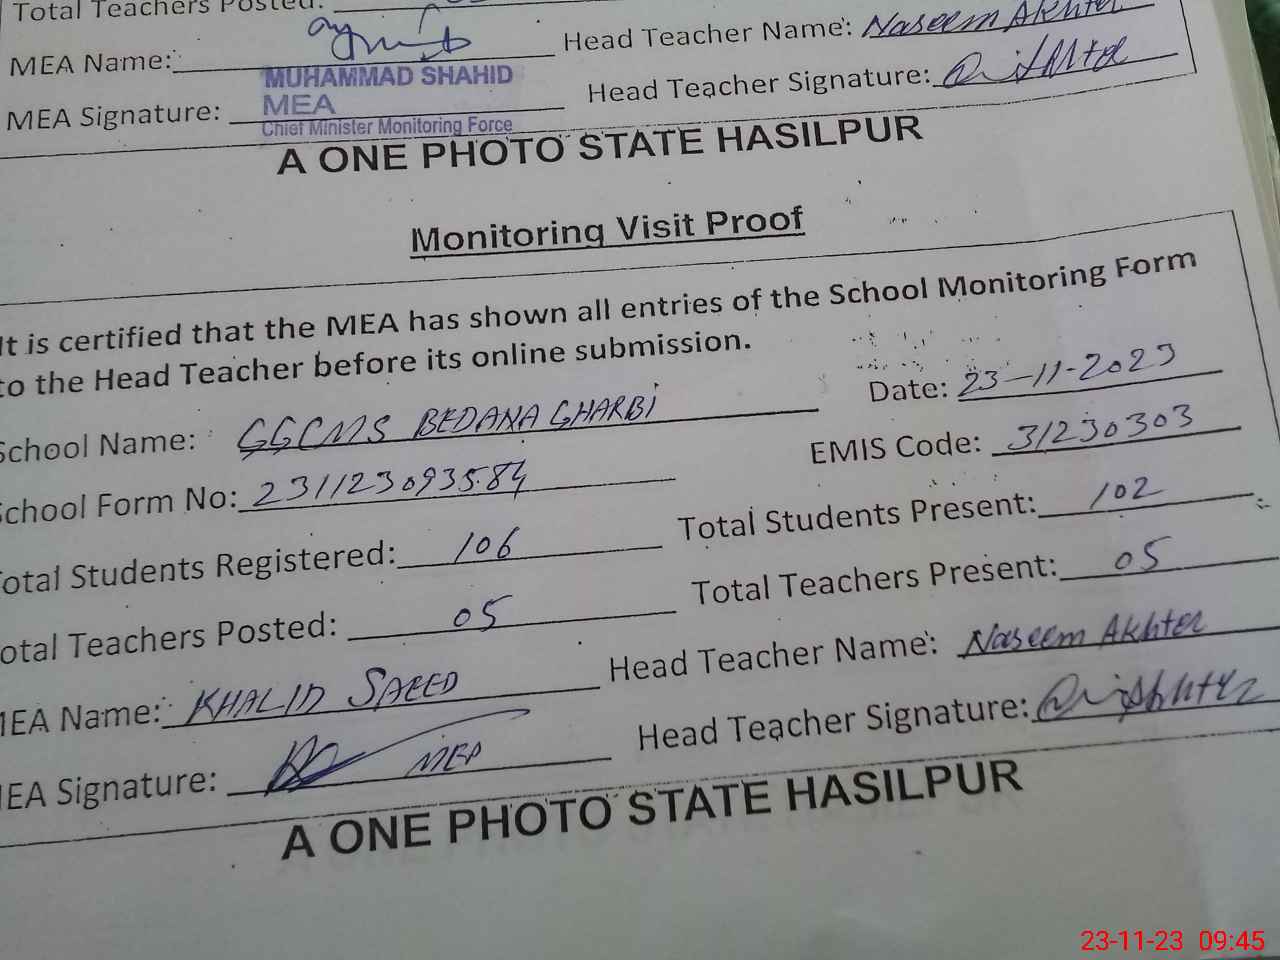 Total Teachers Posted:
MEA Name: Head Teacher Name: Naseem Akhter
MUHAMMAD SHAHID
MEA Signature: MEA Head Teacher Signature:
Chief Minister Monitoring Force
A ONE PHOTO STATE HASILPUR
Monitoring Visit Proof
It is certified that the MEA has shown all entries of the School Monitoring Form
to the Head Teacher before its online submission.
Date: 23-11-2023
School Name: GGCMS BEDANA GHARBI
EMIS Code: 31230303
School Form No: 231123093584
Total Students Present: 102
Total Students Registered: 106
Total Teachers Present: 05
Total Teachers Posted: 05
Head Teacher Name: Naseem Akhter
MEA Name: KHALID SAEED
Head Teacher Signature:
MEA Signature: MEA
A ONE PHOTO STATE HASILPUR
23-11-23 09:45